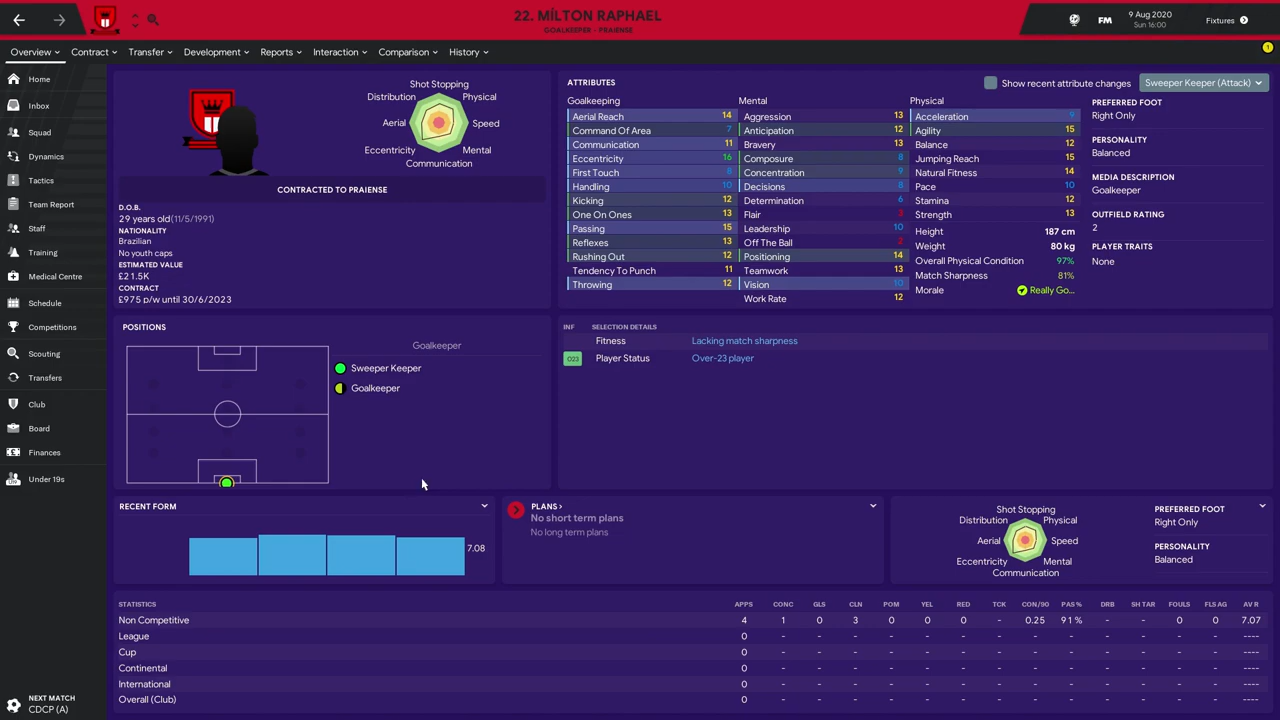 22. MÍLTON RAPHAEL
GOALKEEPER - PRAIENSE
FM
9 Aug 2020
Sun 16:00
Fixtures
Overview Contract Transfer Development Reports Interaction Comparison History
1
Home
Inbox
Squad
Dynamics
Tactics
Team Report
Staff
Training
Medical Centre
Schedule
Competitions
Scouting
Transfers
Club
Board
Finances
Under 19s
NEXT MATCH
CDCP (A)
Shot Stopping
Distribution Physical
Aerial Speed
Eccentricity Mental
Communication
CONTRACTED TO PRAIENSE
D.O.B.
29 years old (11/5/1991)
NATIONALITY
Brazilian
No youth caps
ESTIMATED VALUE
£21.5K
CONTRACT
£975 p/w until 30/6/2023
ATTRIBUTES
Show recent attribute changes
Sweeper Keeper (Attack)
Goalkeeping Mental Physical
Aerial Reach 14 Aggression 13 Acceleration 9
Command Of Area 7 Anticipation 12 Agility 15
Communication 11 Bravery 13 Balance 12
Eccentricity 16 Composure 8 Jumping Reach 15
First Touch 8 Concentration 9 Natural Fitness 14
Handling 10 Decisions 8 Pace 10
Kicking 12 Determination 6 Stamina 12
One On Ones 13 Flair 3 Strength 13
Passing 15 Leadership 10 Height 187 cm
Reflexes 13 Off The Ball 2 Weight 80 kg
Rushing Out 12 Positioning 14 Overall Physical Condition 97%
Tendency To Punch 11 Teamwork 13 Match Sharpness 81%
Throwing 12 Vision 10 Morale Really Go...
Work Rate 12
PREFERRED FOOT
Right Only
PERSONALITY
Balanced
MEDIA DESCRIPTION
Goalkeeper
OUTFIELD RATING
2
PLAYER TRAITS
None
POSITIONS
Goalkeeper
Sweeper Keeper
Goalkeeper
INF SELECTION DETAILS
Fitness Lacking match sharpness
O23 Player Status Over-23 player
RECENT FORM
7.08
PLANS >
No short term plans
No long term plans
Shot Stopping
Distribution Physical
Aerial Speed
Eccentricity Mental
Communication
PREFERRED FOOT
Right Only
PERSONALITY
Balanced
STATISTICS APPS CONC GLS CLN POM YEL RED TCK CON/90 PAS % DRB SH TAR FOULS FLS AG AV R
Non Competitive 4 1 0 3 0 0 0 - 0.25 91% - - 0 0 7.07
League 0 - - - - - - - - - - - - - ----
Cup 0 - - - - - - - - - - - - - ----
Continental 0 - - - - - - - - - - - - - ----
International 0 - - - - - - - - - - - - - ----
Overall (Club) 0 - - - - - - - - - - - - - ----